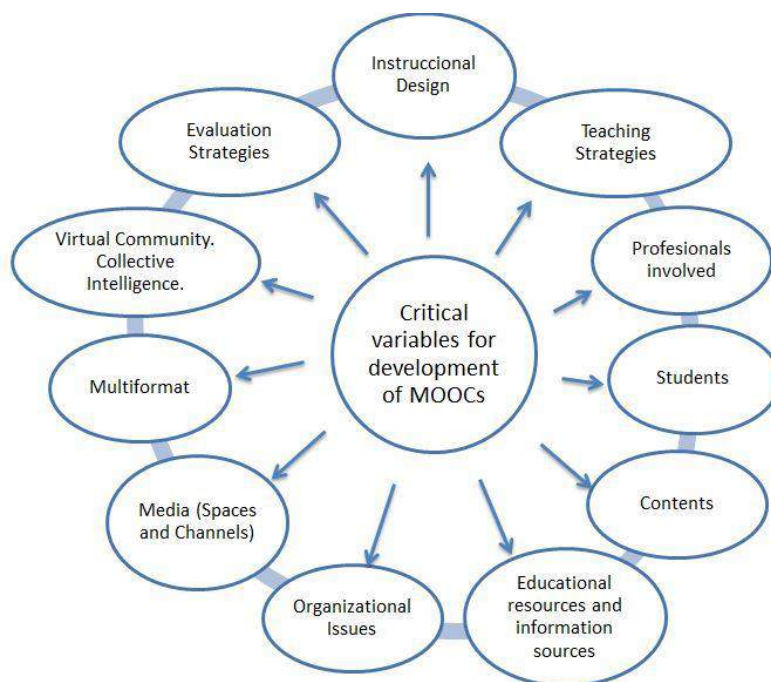 Instruccional
Design
Teaching
Strategies
Profesionals
involved
Students
Contents
Educational
resources and
information
sources
Organizational
Issues
Media (Spaces
and Channels)
Multiformat
Virtual Community.
Collective
Intelligence.
Evaluation
Strategies
Critical
variables for
development
of MOOCs